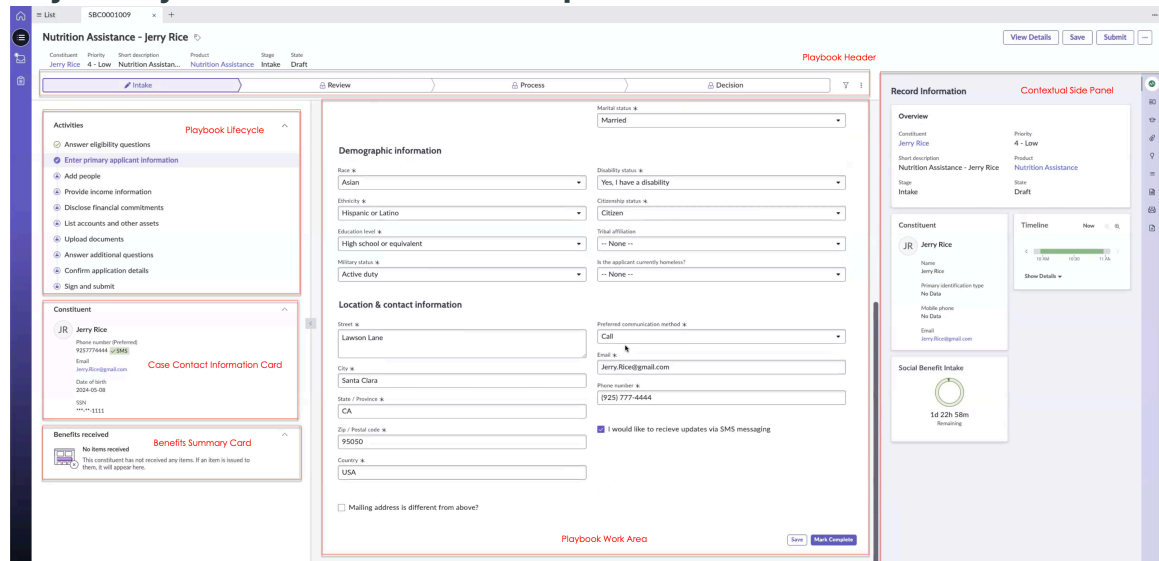 List
SBC0001009
Nutrition Assistance - Jerry Rice
View Details
Save
Submit
Constituent
Priority
Short description
Product
Stage
State
Jerry Rice
4 - Low
Nutrition Assistan...
Nutrition Assistance
Intake
Draft
Playbook Header
Intake
Review
Process
Decision
Activities
Playbook Lifecycle
Answer eligibility questions
Enter primary applicant information
Add people
Provide income information
Disclose financial commitments
List accounts and other assets
Upload documents
Answer additional questions
Confirm application details
Sign and submit
Constituent
JR
Jerry Rice
Phone number (Preferred)
9257774444 SMS
Email
Jerry.Rice@gmail.com
Case Contact Information Card
Date of birth
2024-05-08
SSN
***-**-1111
Benefits received
Benefits Summary Card
No items received
This constituent has not received any items. If an item is issued to
them, it will appear here.
Marital status
Married
Demographic information
Race
Asian
Disability status
Yes, I have a disability
Ethnicity
Hispanic or Latino
Citizenship status
Citizen
Education level
High school or equivalent
Tribal affiliation
-- None --
Military status
Active duty
Is the applicant currently homeless?
-- None --
Location & contact information
Street
Lawson Lane
Preferred communication method
Call
Email
Jerry.Rice@gmail.com
City
Santa Clara
Phone number
(925) 777-4444
State / Province
CA
Zip / Postal code
95050
I would like to recieve updates via SMS messaging
Country
USA
Mailing address is different from above?
Playbook Work Area
Save
Mark Complete
Record Information
Contextual Side Panel
Overview
Constituent
Jerry Rice
Priority
4 - Low
Short description
Nutrition Assistance - Jerry Rice
Product
Nutrition Assistance
Stage
Intake
State
Draft
Constituent
JR
Jerry Rice
Name
Jerry Rice
Primary identification type
No Data
Mobile phone
No Data
Email
Jerry.Rice@gmail.com
Timeline
Now
10 AM
10:30
11 AM
Show Details
Social Benefit Intake
1d 22h 58m
Remaining